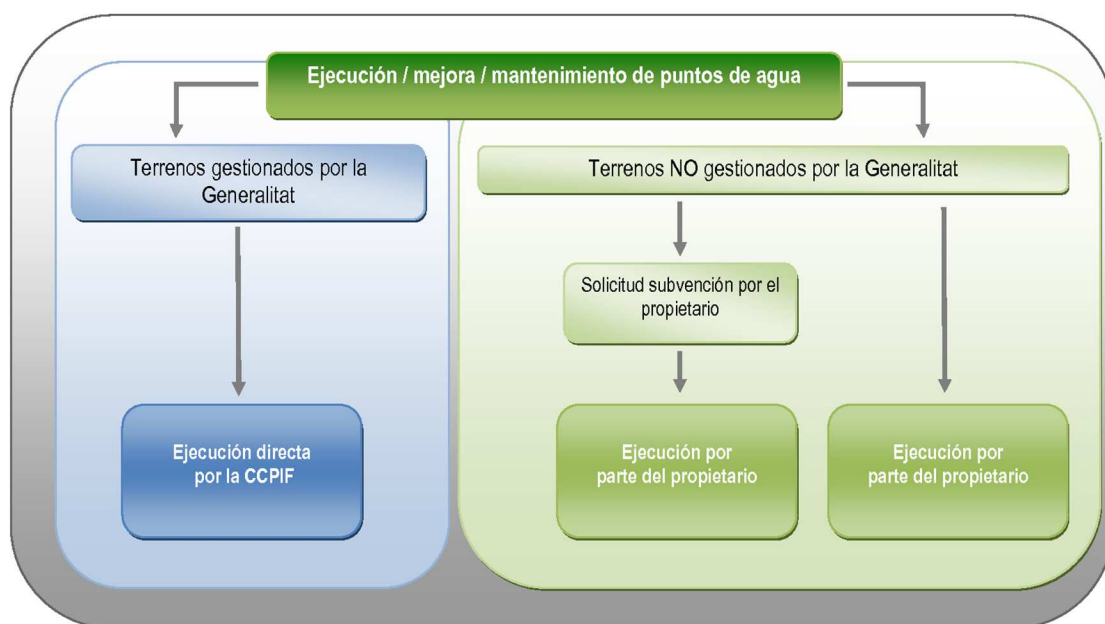 Ejecución / mejora / mantenimiento de puntos de agua
Terrenos gestionados por la
Generalitat
Terrenos NO gestionados por la Generalitat
Solicitud subvención por el
propietario
Ejecución directa
por la CCPIF
Ejecución por
parte del propietario
Ejecución por
parte del propietario